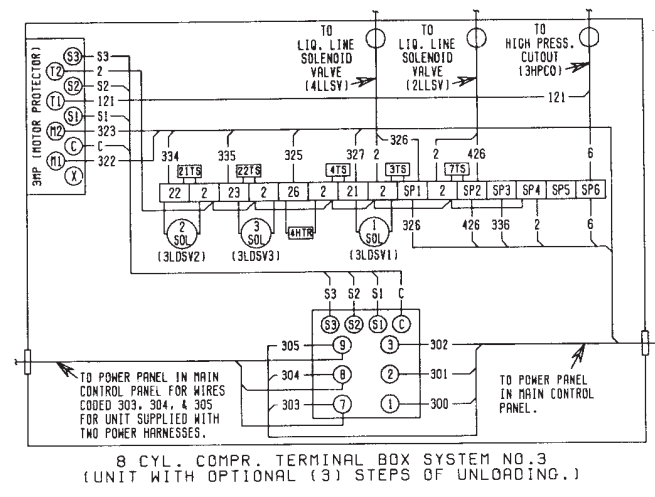 TO
LIQ. LINE
SOLENOID
VALVE
(4LLSV)
TO
LIQ. LINE
SOLENOID
VALVE
(2LLSV)
TO
HIGH PRESS.
CUTOUT
(3HPCO)
3MP (MOTOR PROTECTOR)
S3 S3
T2 2
S2 S2
T1 121
S1 S1
M2 323
C C
M1 322
X
121
326
334 335 325 327 2 2 426 6
21TS 22TS 4TS 3TS 7TS
22 2 23 2 26 2 21 2 SP1 2 SP2 SP3 SP4 SP5 SP6
2
SOL
(3LDSV2)
3
SOL
(3LDSV3)
4HTR
1
SOL
(3LDSV1)
326 426 336 2 6
S3 S2 S1 C
S3 S2 S1 C
305 9 3 302
304 8 2 301
303 7 1 300
TO POWER PANEL IN MAIN
CONTROL PANEL FOR WIRES
CODED 303, 304, & 305
FOR UNIT SUPPLIED WITH
TWO POWER HARNESSES.
TO POWER PANEL
IN MAIN CONTROL
PANEL.
8 CYL. COMPR. TERMINAL BOX SYSTEM NO.3
(UNIT WITH OPTIONAL (3) STEPS OF UNLOADING.)